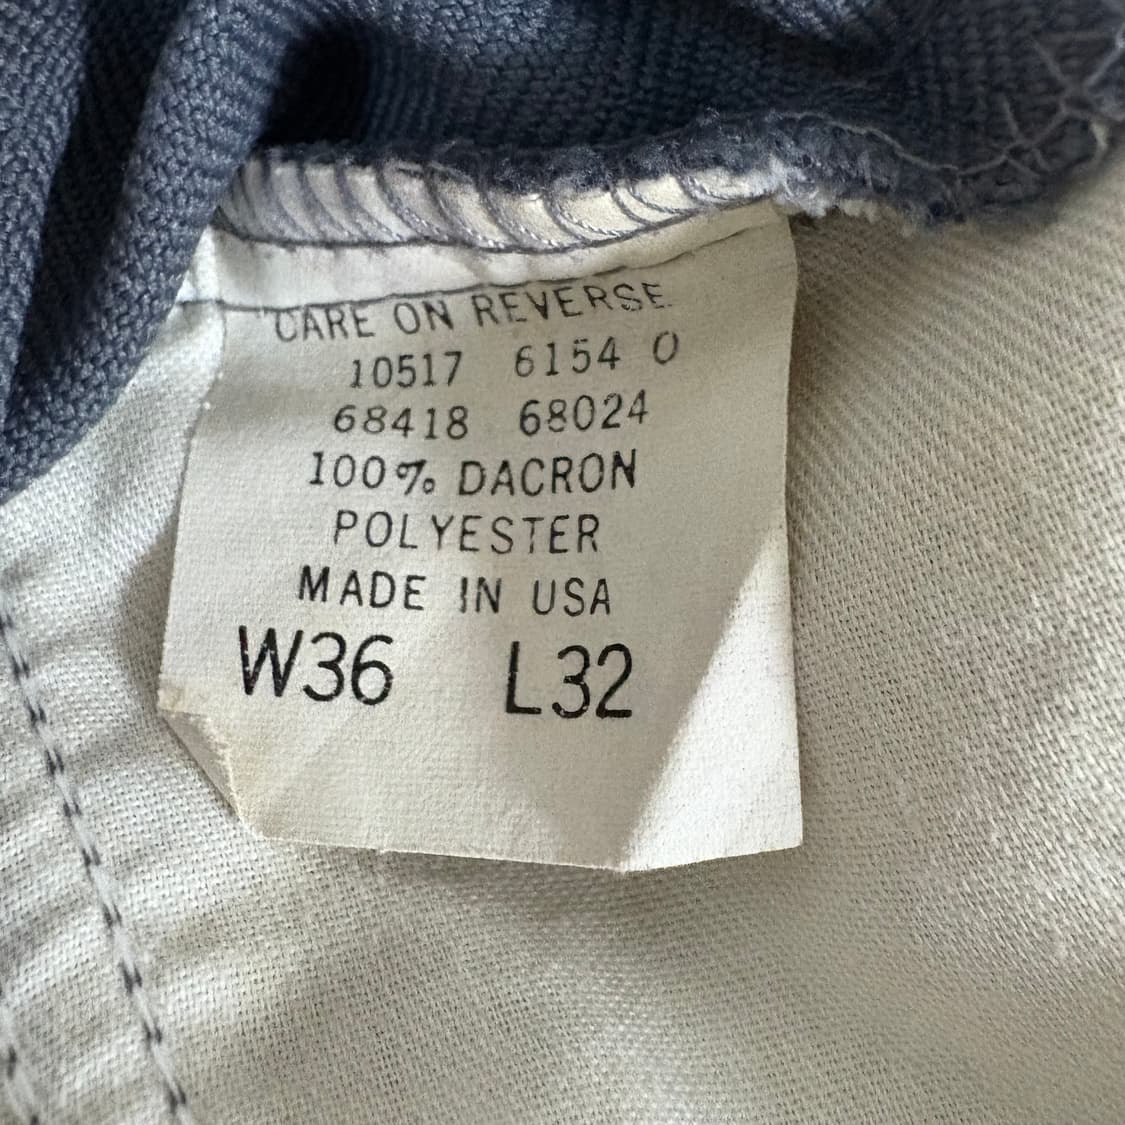 CARE ON REVERSE
10517 6154 0
68418 68024
100% DACRON
POLYESTER
MADE IN USA
W36 L32